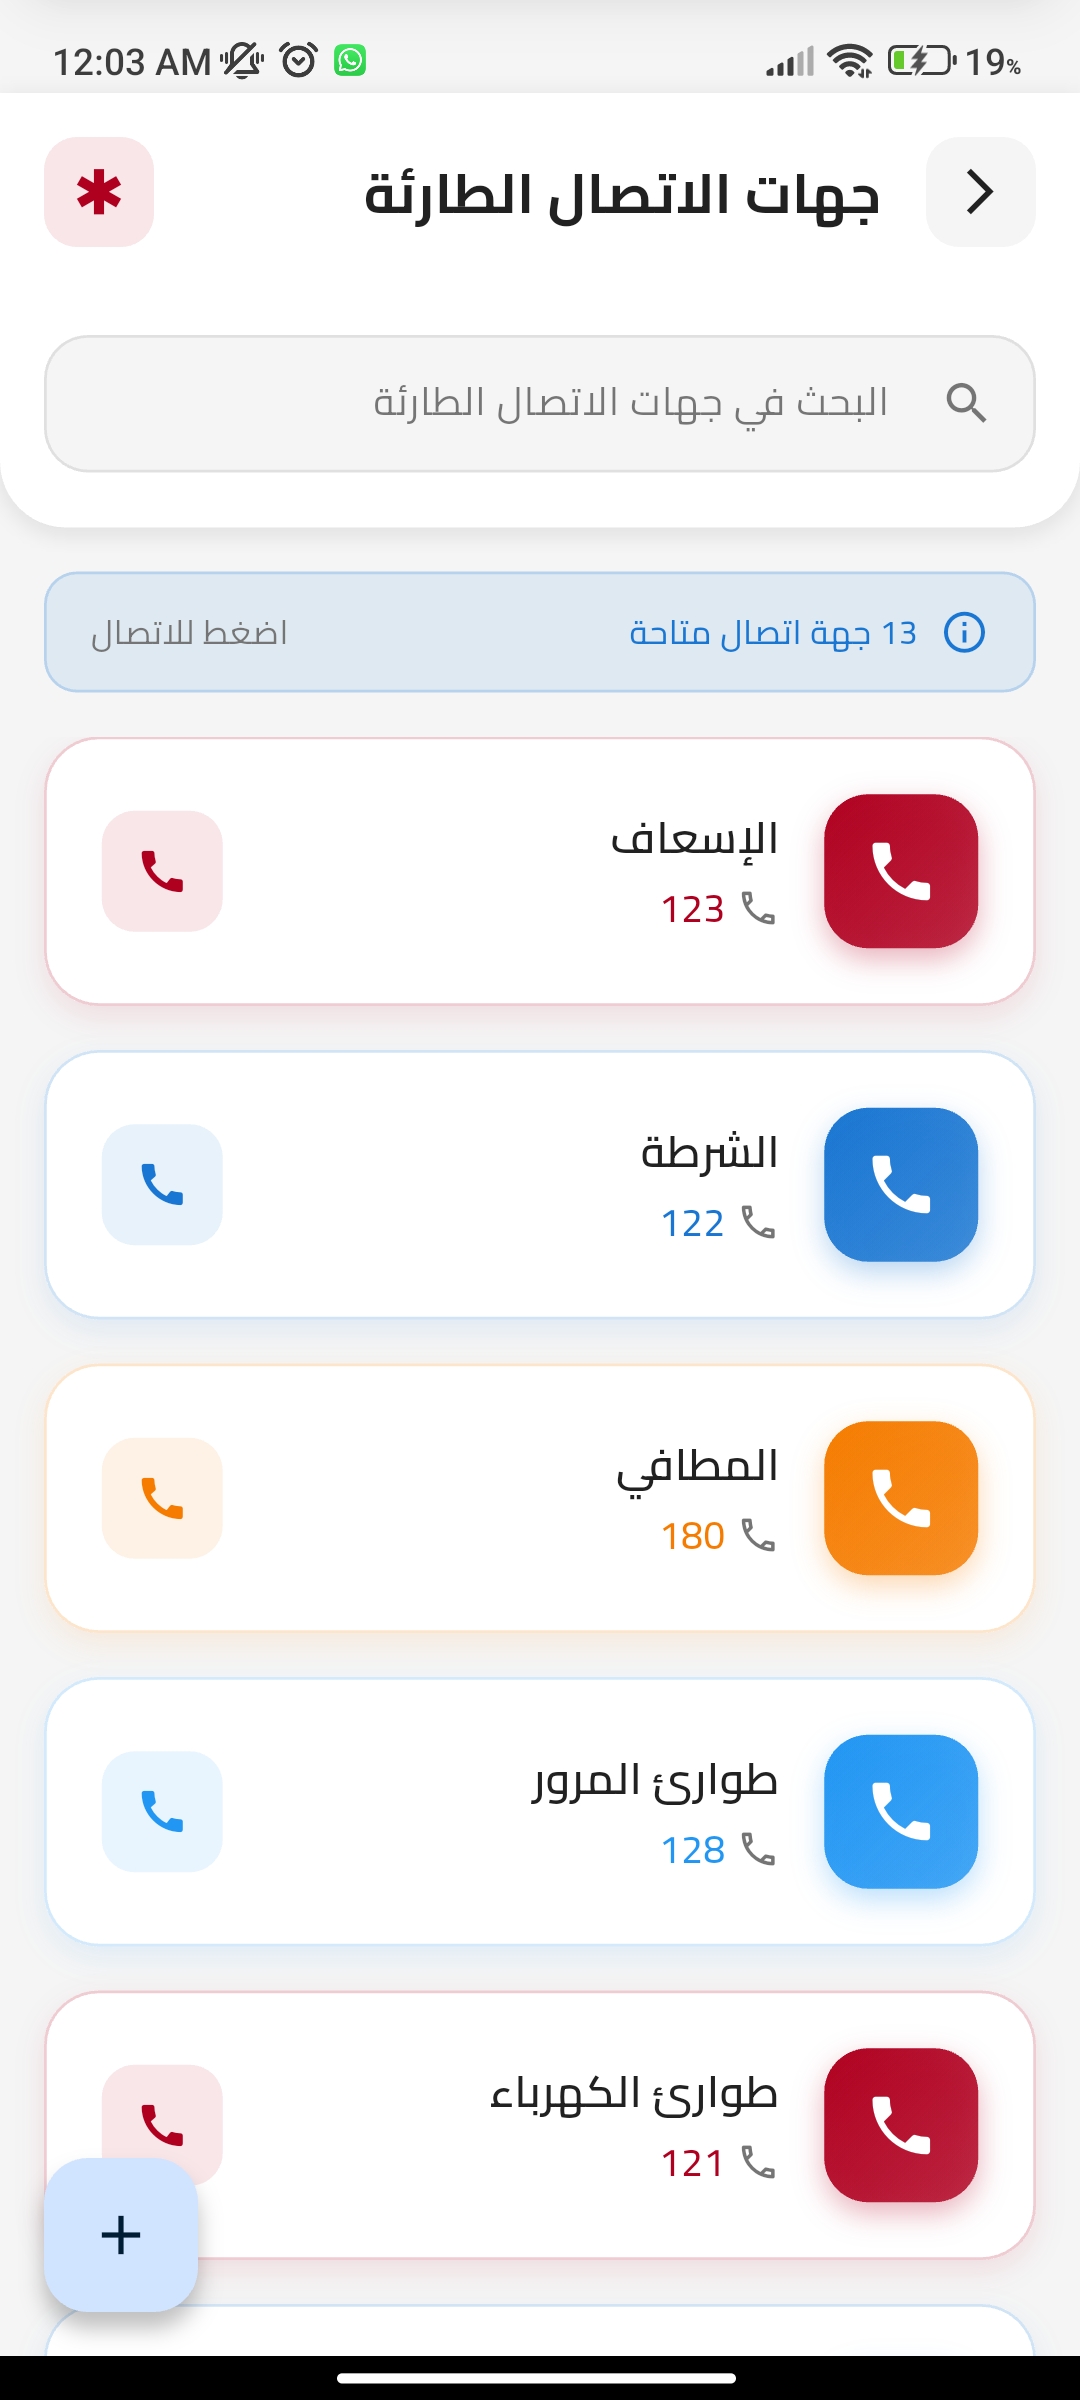 12:03 AM
19%
جهات الاتصال الطارئة
البحث في جهات الاتصال الطارئة
13 جهة اتصال متاحة
اضغط للاتصال
الإسعاف
123
الشرطة
122
المطافي
180
طوارئ المرور
128
طوارئ الكهرباء
121